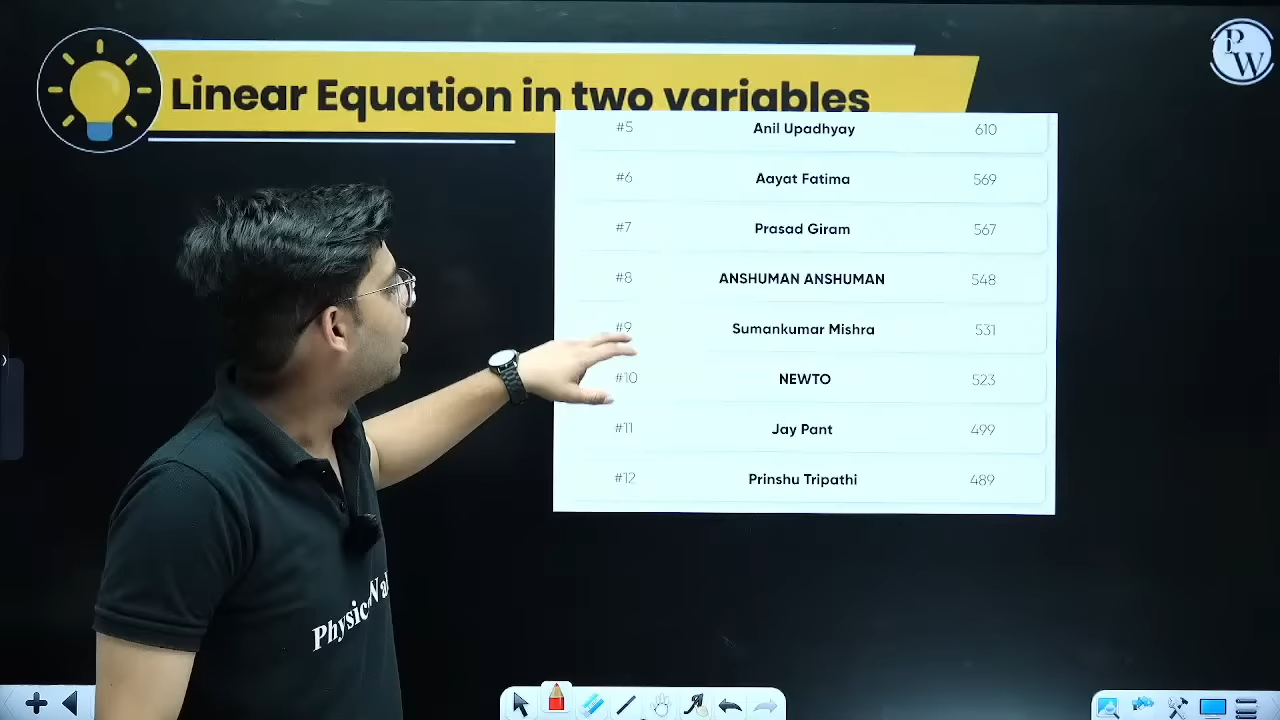 PW
Linear Equation in two variables
#5 Anil Upadhyay 610
#6 Aayat Fatima 569
#7 Prasad Giram 567
#8 ANSHUMAN ANSHUMAN 548
#9 Sumankumar Mishra 531
#10 NEWTO 523
#11 Jay Pant 499
#12 Prinshu Tripathi 489